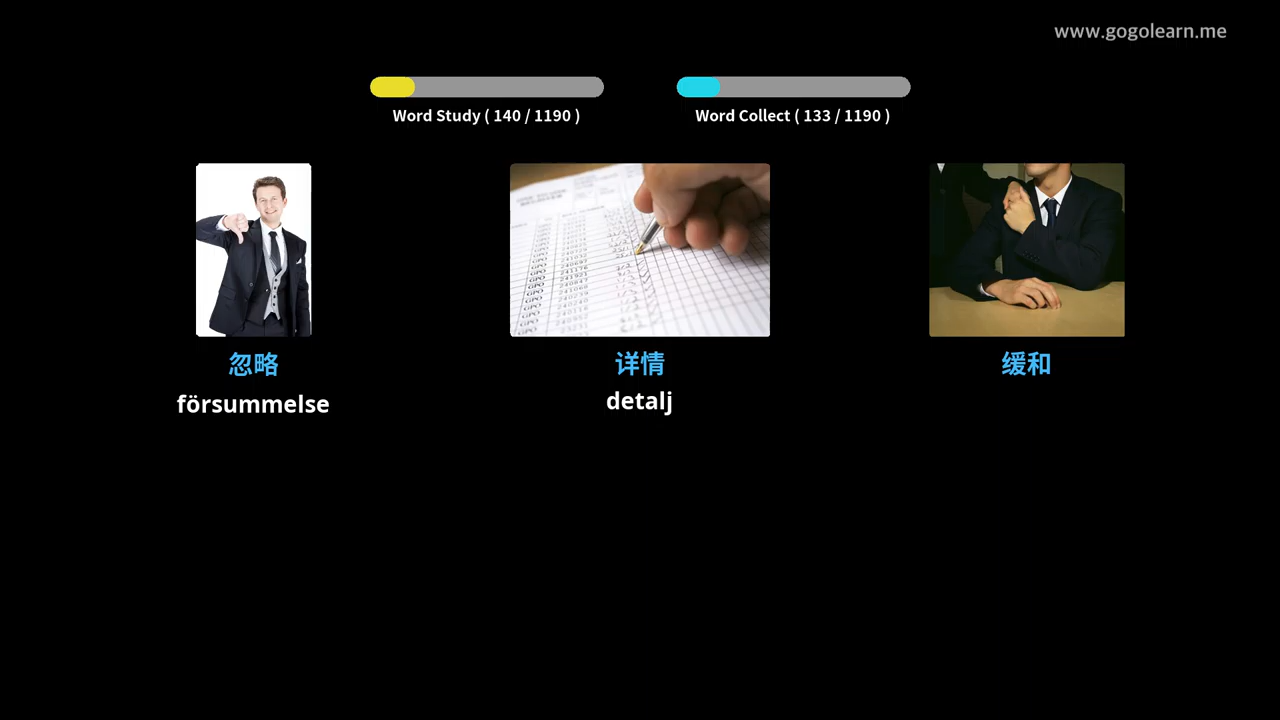 www.gogolearn.me
Word Study ( 140 / 1190 )
Word Collect ( 133 / 1190 )
忽略
详情
缓和
försummelse
detalj